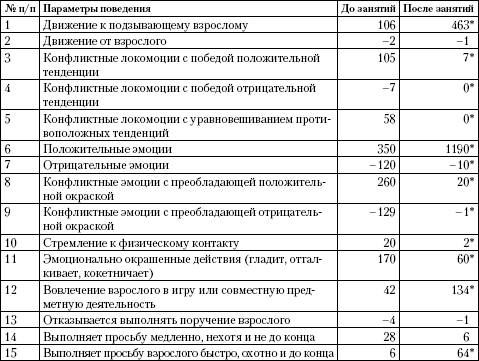 № п/п Параметры поведения До занятий После занятий
1 Движение к подзывающему взрослому 106 463*
2 Движение от взрослого –2 –1
3 Конфликтные локомоции с победой положительной 105 7*
тенденции
4 Конфликтные локомоции с победой отрицательной –7 0*
тенденции
5 Конфликтные локомоции с уравновешиванием проти- 58 0*
воположных тенденций
6 Положительные эмоции 350 1190*
7 Отрицательные эмоции –120 –10*
8 Конфликтные эмоции с преобладающей положитель- 260 20*
ной окраской
9 Конфликтные эмоции с преобладающей отрицатель- –129 –1*
ной окраской
10 Стремление к физическому контакту 20 2*
11 Эмоционально окрашенные действия (гладит, оттал- 170 60*
кивает, кокетничает)
12 Вовлечение взрослого в игру или совместную пред- 42 134*
метную деятельность
13 Отказывается выполнять поручение взрослого –4 –1
14 Выполняет просьбу медленно, нехотя и не до конца 28 6
15 Выполняет просьбу взрослого быстро, охотно и до конца 6 64*